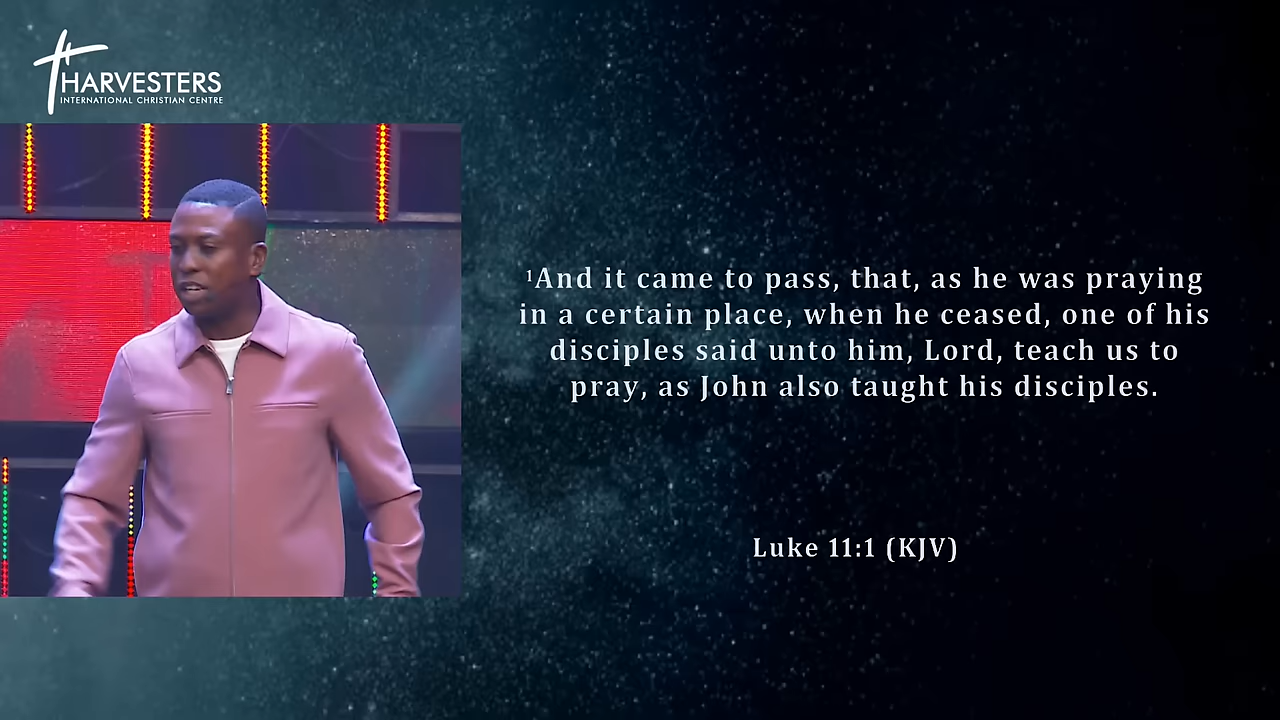 HARVESTERS
INTERNATIONAL CHRISTIAN CENTRE
¹And it came to pass, that, as he was praying
in a certain place, when he ceased, one of his
disciples said unto him, Lord, teach us to
pray, as John also taught his disciples.
Luke 11:1 (KJV)